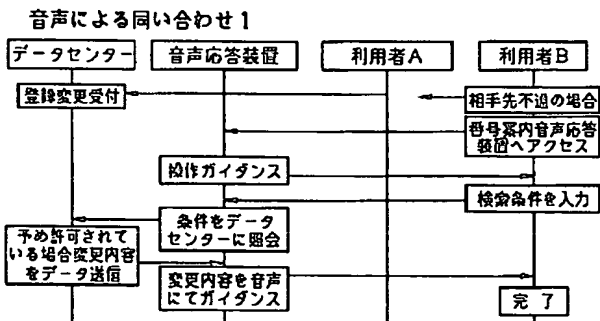 音声による問い合わせ1
データセンター
音声応答装置
利用者A
利用者B
登録変更受付
相手先不通の場合
番号案内音声応答
装置へアクセス
操作ガイダンス
検索条件を入力
条件をデータ
センターに照会
予め許可されて
いる場合変更内容
をデータ送信
変更内容を音声
にてガイダンス
完了